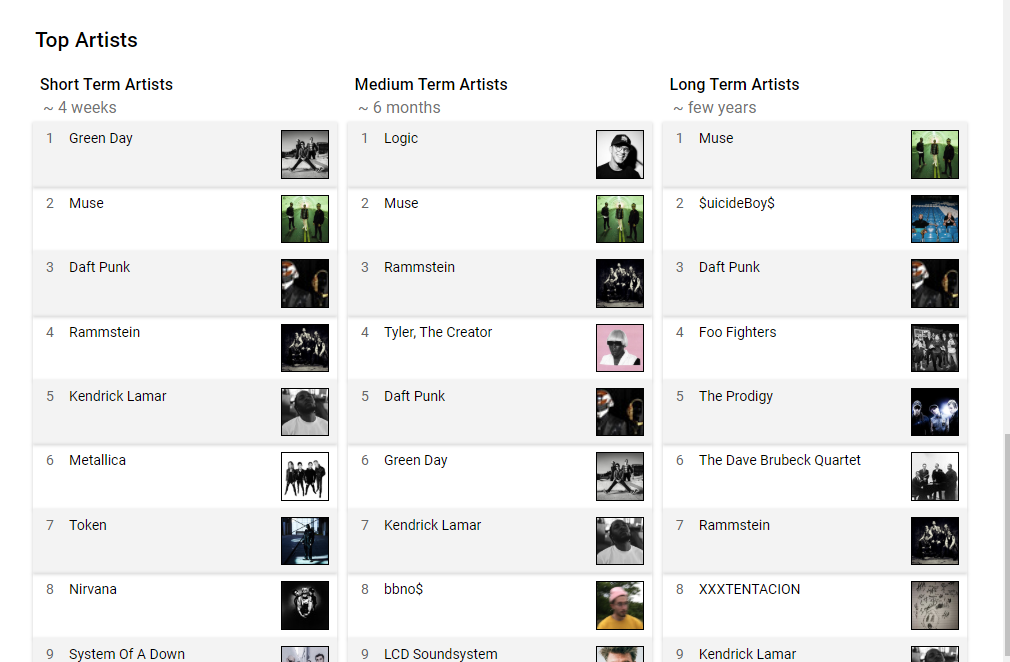 Top Artists
Short Term Artists
~ 4 weeks
1 Green Day
2 Muse
3 Daft Punk
4 Rammstein
5 Kendrick Lamar
6 Metallica
7 Token
8 Nirvana
9 System Of A Down
Medium Term Artists
~ 6 months
1 Logic
2 Muse
3 Rammstein
4 Tyler, The Creator
5 Daft Punk
6 Green Day
7 Kendrick Lamar
8 bbno$
9 LCD Soundsystem
Long Term Artists
~ few years
1 Muse
2 $uicideBoy$
3 Daft Punk
4 Foo Fighters
5 The Prodigy
6 The Dave Brubeck Quartet
7 Rammstein
8 XXXTENTACION
9 Kendrick Lamar